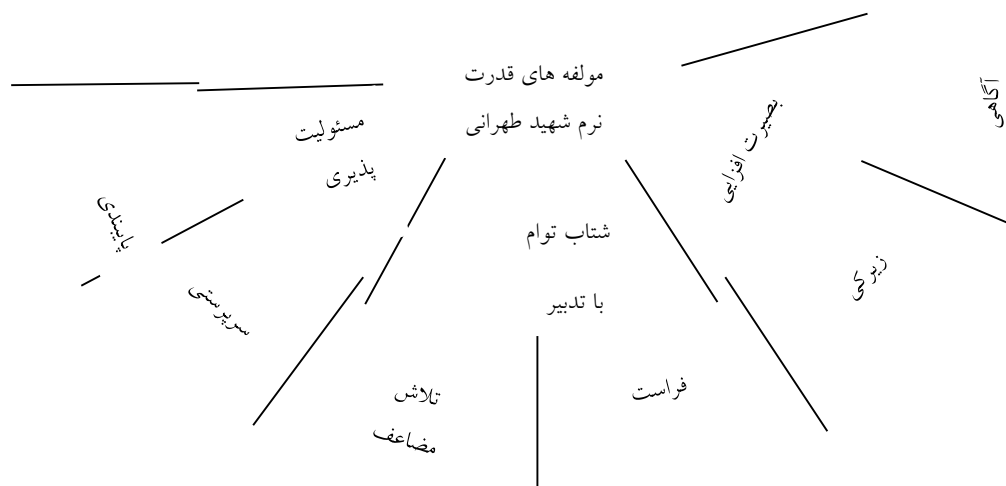 مولفه های قدرت
نرم شهید طهرانی
آگاهی
بصیرت افزایی
زیرکی
شتاب توام
با تدبیر
فراست
تلاش
مضاعف
مسئولیت
پذیری
سرپرستی
پایبندی